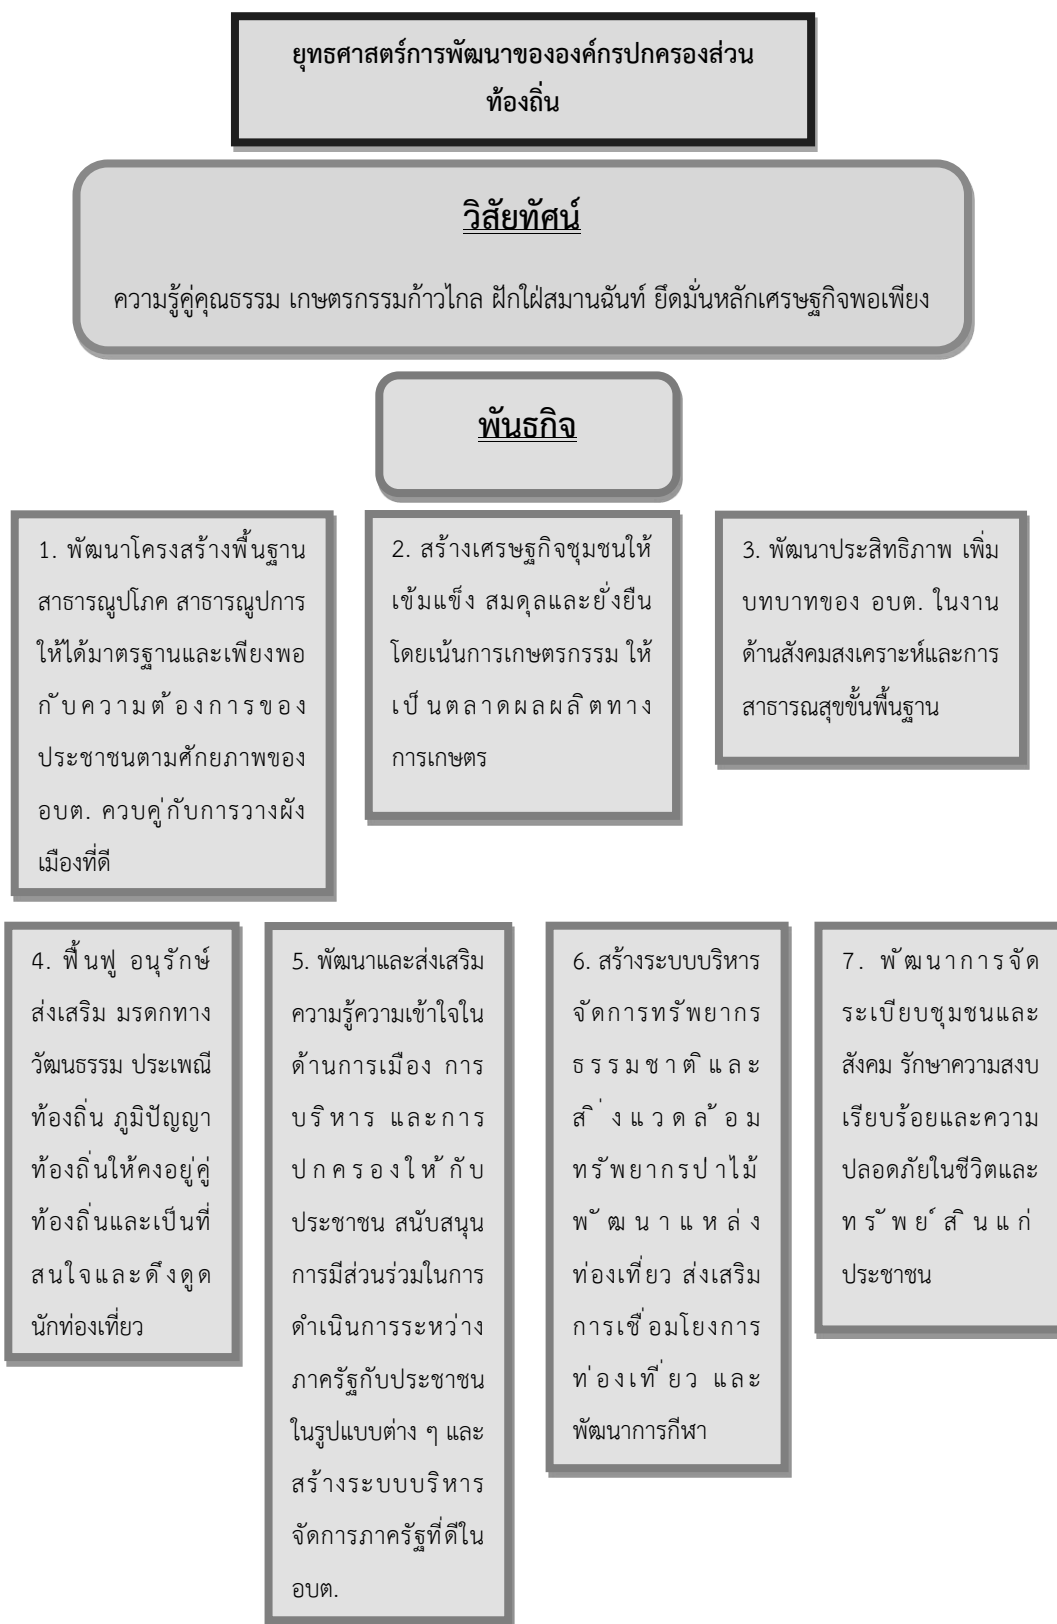 ยุทธศาสตร์การพัฒนาขององค์กรปกครองส่วน
ท้องถิ่น
วิสัยทัศน์
ความรู้คู่คุณธรรม เกษตรกรรมก้าวไกล ฝักใฝ่สมานฉันท์ ยึดมั่นหลักเศรษฐกิจพอเพียง
พันธกิจ
1. พัฒนาโครงสร้างพื้นฐาน
สาธารณูปโภค สาธารณูปการ
ให้ได้มาตรฐานและเพียงพอ
กับความต้องการของ
ประชาชนตามศักยภาพของ
อบต. ควบคู่กับการวางผัง
เมืองที่ดี
2. สร้างเศรษฐกิจชุมชนให้
เข้มแข็ง สมดุลและยั่งยืน
โดยเน้นการเกษตรกรรม ให้
เป็นตลาดผลผลิตทาง
การเกษตร
3. พัฒนาประสิทธิภาพ เพิ่ม
บทบาทของ อบต. ในงาน
ด้านสังคมสงเคราะห์และการ
สาธารณสุขขั้นพื้นฐาน
4. ฟื้นฟู อนุรักษ์
ส่งเสริม มรดกทาง
วัฒนธรรม ประเพณี
ท้องถิ่น ภูมิปัญญา
ท้องถิ่นให้คงอยู่คู่
ท้องถิ่นและเป็นที่
สนใจและดึงดูด
นักท่องเที่ยว
5. พัฒนาและส่งเสริม
ความรู้ความเข้าใจใน
ด้านการเมือง การ
บริหาร และการ
ปกครองให้กับ
ประชาชน สนับสนุน
การมีส่วนร่วมในการ
ดำเนินการระหว่าง
ภาครัฐกับประชาชน
ในรูปแบบต่าง ๆ และ
สร้างระบบบริหาร
จัดการภาครัฐที่ดีใน
อบต.
6. สร้างระบบบริหาร
จัดการทรัพยากร
ธรรมชาติและ
สิ่งแวดล้อม
ทรัพยากรป่าไม้
พัฒนาแหล่ง
ท่องเที่ยว ส่งเสริม
การเชื่อมโยงการ
ท่องเที่ยว และ
พัฒนาการกีฬา
7. พัฒนาการจัด
ระเบียบชุมชนและ
สังคม รักษาความสงบ
เรียบร้อยและความ
ปลอดภัยในชีวิตและ
ทรัพย์สินแก่
ประชาชน